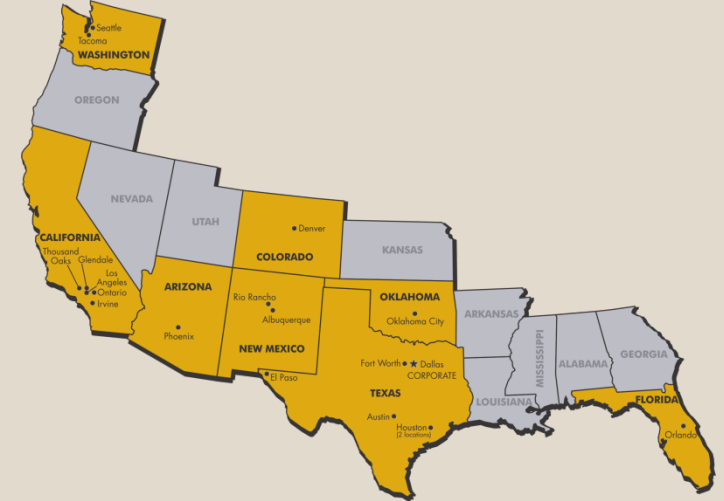 Seattle
Tacoma
WASHINGTON
OREGON
NEVADA
UTAH
CALIFORNIA
Thousand
Oaks
Glendale
Los
Angeles
Ontario
Irvine
Denver
COLORADO
KANSAS
ARIZONA
Phoenix
Rio Rancho
Albuquerque
NEW MEXICO
OKLAHOMA
Oklahoma City
ARKANSAS
MISSISSIPPI
ALABAMA
GEORGIA
Fort Worth
Dallas
CORPORATE
El Paso
TEXAS
Austin
Houston
(2 locations)
LOUISIANA
FLORIDA
Orlando